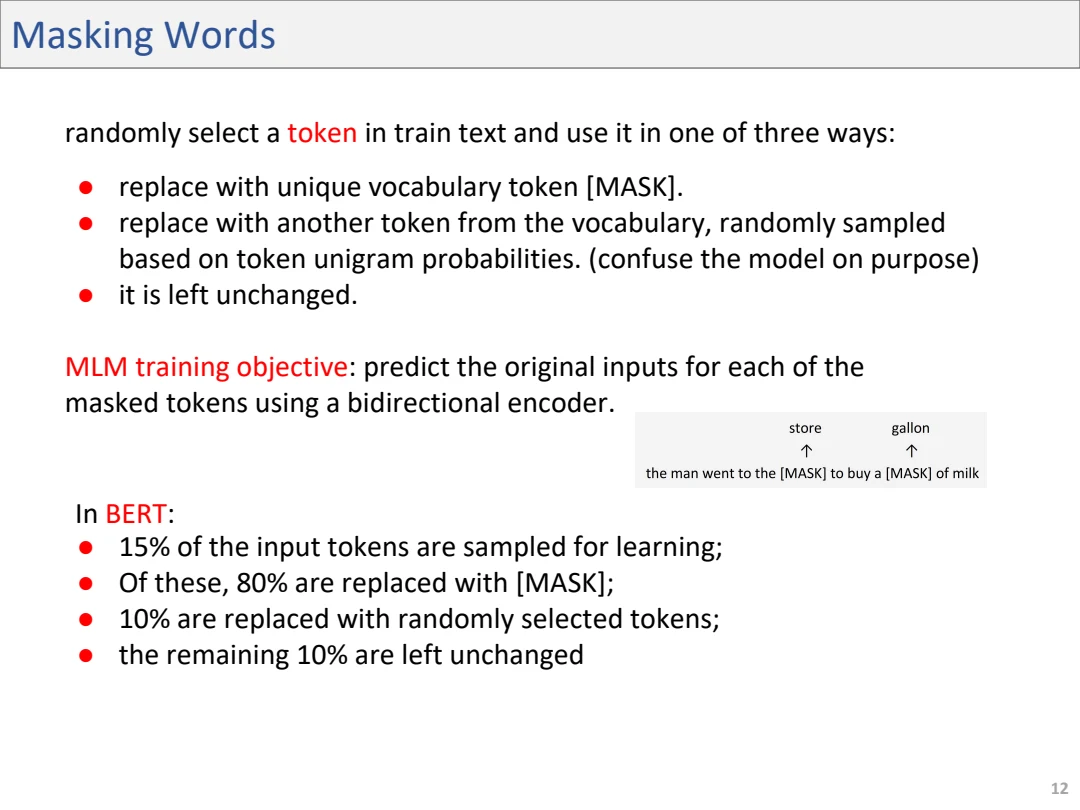 Masking Words
randomly select a token in train text and use it in one of three ways:
● replace with unique vocabulary token [MASK].
● replace with another token from the vocabulary, randomly sampled
based on token unigram probabilities. (confuse the model on purpose)
● it is left unchanged.
MLM training objective: predict the original inputs for each of the
masked tokens using a bidirectional encoder.
store gallon
↑ ↑
the man went to the [MASK] to buy a [MASK] of milk
In BERT:
● 15% of the input tokens are sampled for learning;
● Of these, 80% are replaced with [MASK];
● 10% are replaced with randomly selected tokens;
● the remaining 10% are left unchanged
12